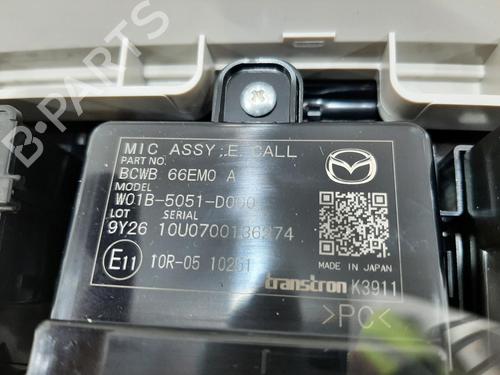 MIC ASSY;E.CALL
PART NO.
BCWB 66EM0 A
MODEL
W01B-5051-D000
LOT SERIAL
9Y26 10U0700136274
E11 10R-05 10261
MADE IN JAPAN
transtron K3911
>PC<